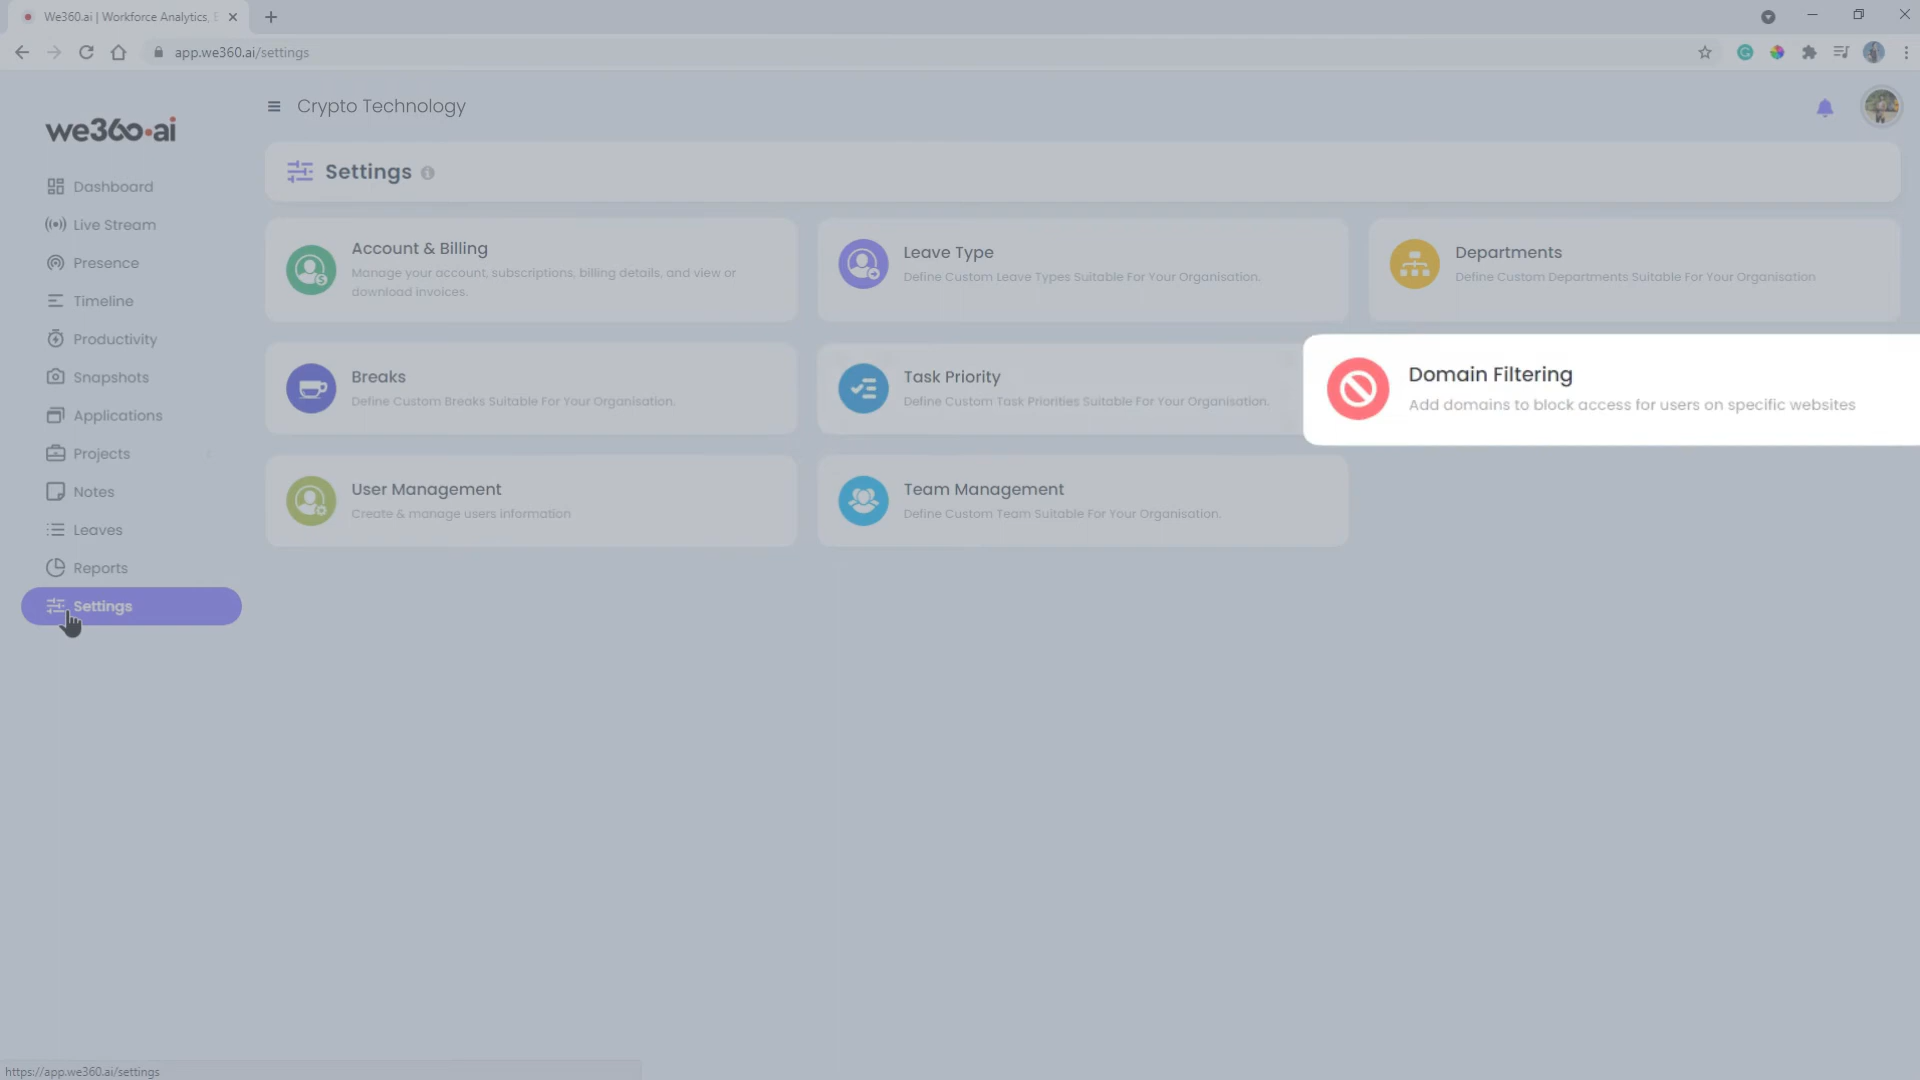 We360.ai | Workforce Analytics,
app.we360.ai/settings
we360.ai
Crypto Technology
Settings
Dashboard
Live Stream
Presence
Timeline
Productivity
Snapshots
Applications
Projects
Notes
Leaves
Reports
Settings
Account & Billing
Manage your account, subscriptions, billing details, and view or
download invoices.
Leave Type
Define Custom Leave Types Suitable For Your Organisation.
Departments
Define Custom Departments Suitable For Your Organisation
Breaks
Define Custom Breaks Suitable For Your Organisation.
Task Priority
Define Custom Task Priorities Suitable For Your Organisation.
Domain Filtering
Add domains to block access for users on specific websites
User Management
Create & manage users information
Team Management
Define Custom Team Suitable For Your Organisation.
https://app.we360.ai/settings